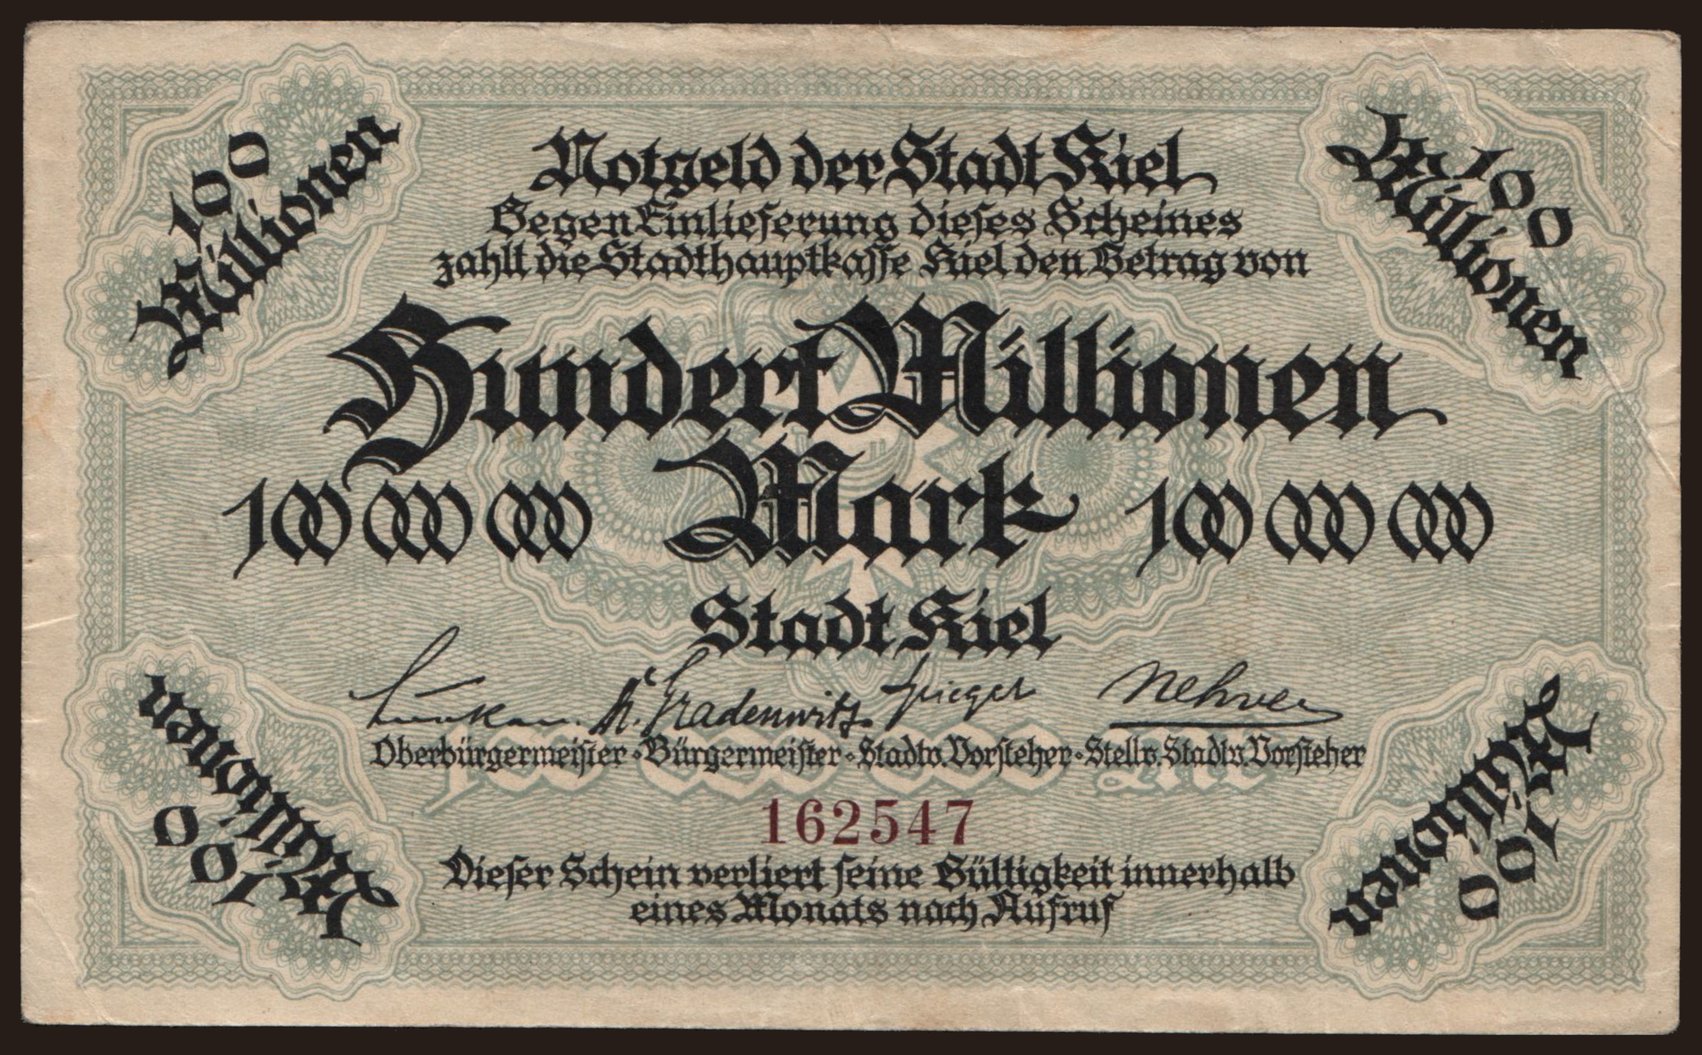 100
Millionen
100
Millionen
Notgeld der Stadt Kiel
Gegen Einlieferung dieses Scheines
zahlt die Stadthauptkasse Kiel den Betrag von
Hundert Millionen
Mark
100 000 000
100 000 000
Stadt Kiel
K. Gradenwitz
Spiegel
Oberbürgermeister • Bürgermeister • Stadtv. Vorsteher • Stellv. Stadtv. Vorsteher
162547
Dieser Schein verliert seine Gültigkeit innerhalb
eines Monats nach Aufruf
100
Millionen
100
Millionen